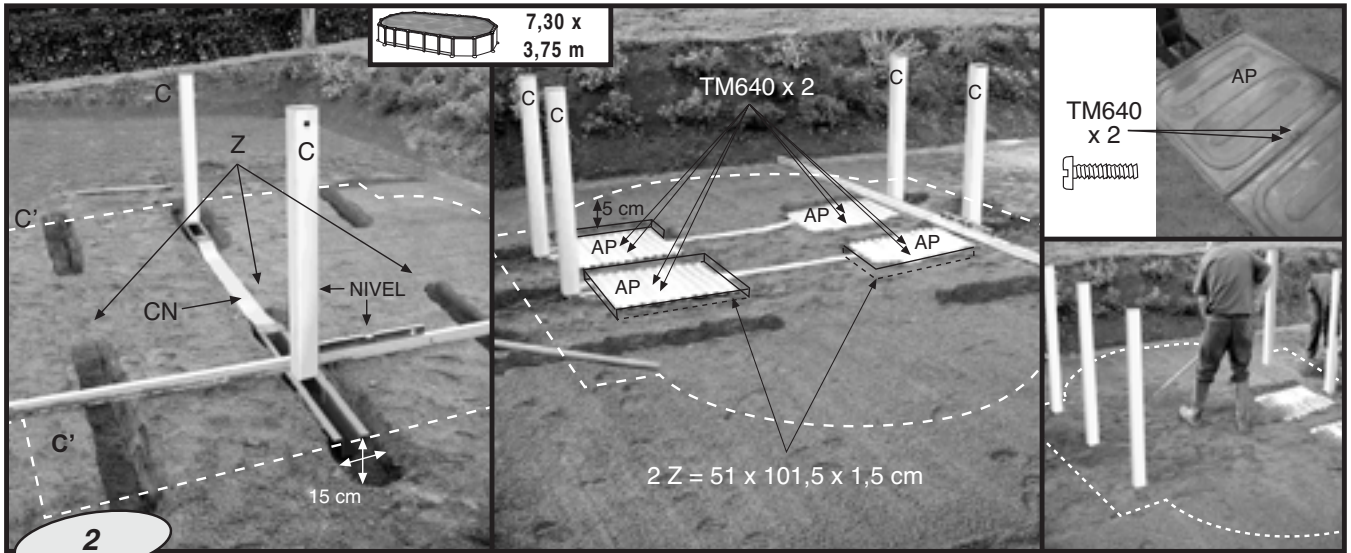 7,30 x
3,75 m
C
Z
C
C'
NIVEL
CN
C'
15 cm
2
TM640 x 2
C
C
C
C
5 cm
AP
AP
AP
AP
2 Z = 51 x 101,5 x 1,5 cm
AP
TM640
x 2